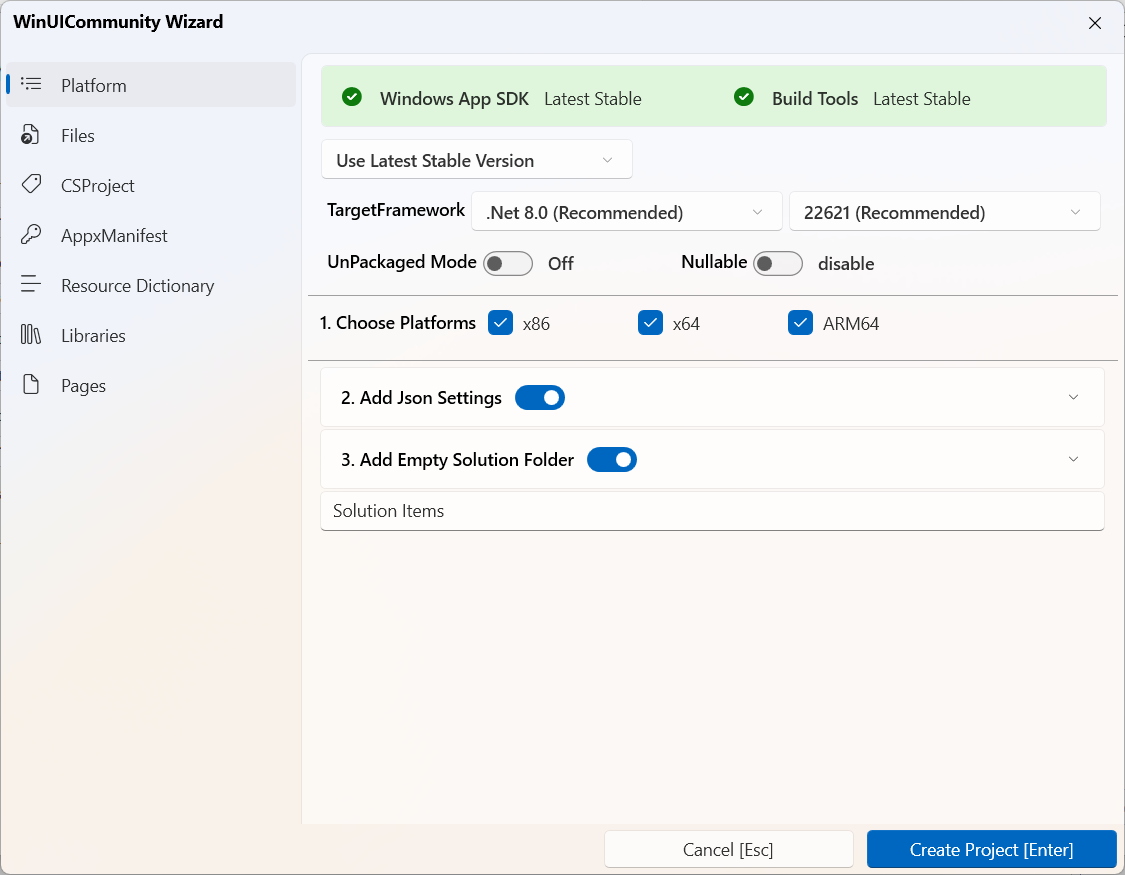 WinUICommunity Wizard
Platform
Files
CSProject
AppxManifest
Resource Dictionary
Libraries
Pages
Windows App SDK Latest Stable Build Tools Latest Stable
Use Latest Stable Version
TargetFramework .Net 8.0 (Recommended) 22621 (Recommended)
UnPackaged Mode Off Nullable disable
1. Choose Platforms x86 x64 ARM64
2. Add Json Settings
3. Add Empty Solution Folder
Solution Items
Cancel [Esc] Create Project [Enter]